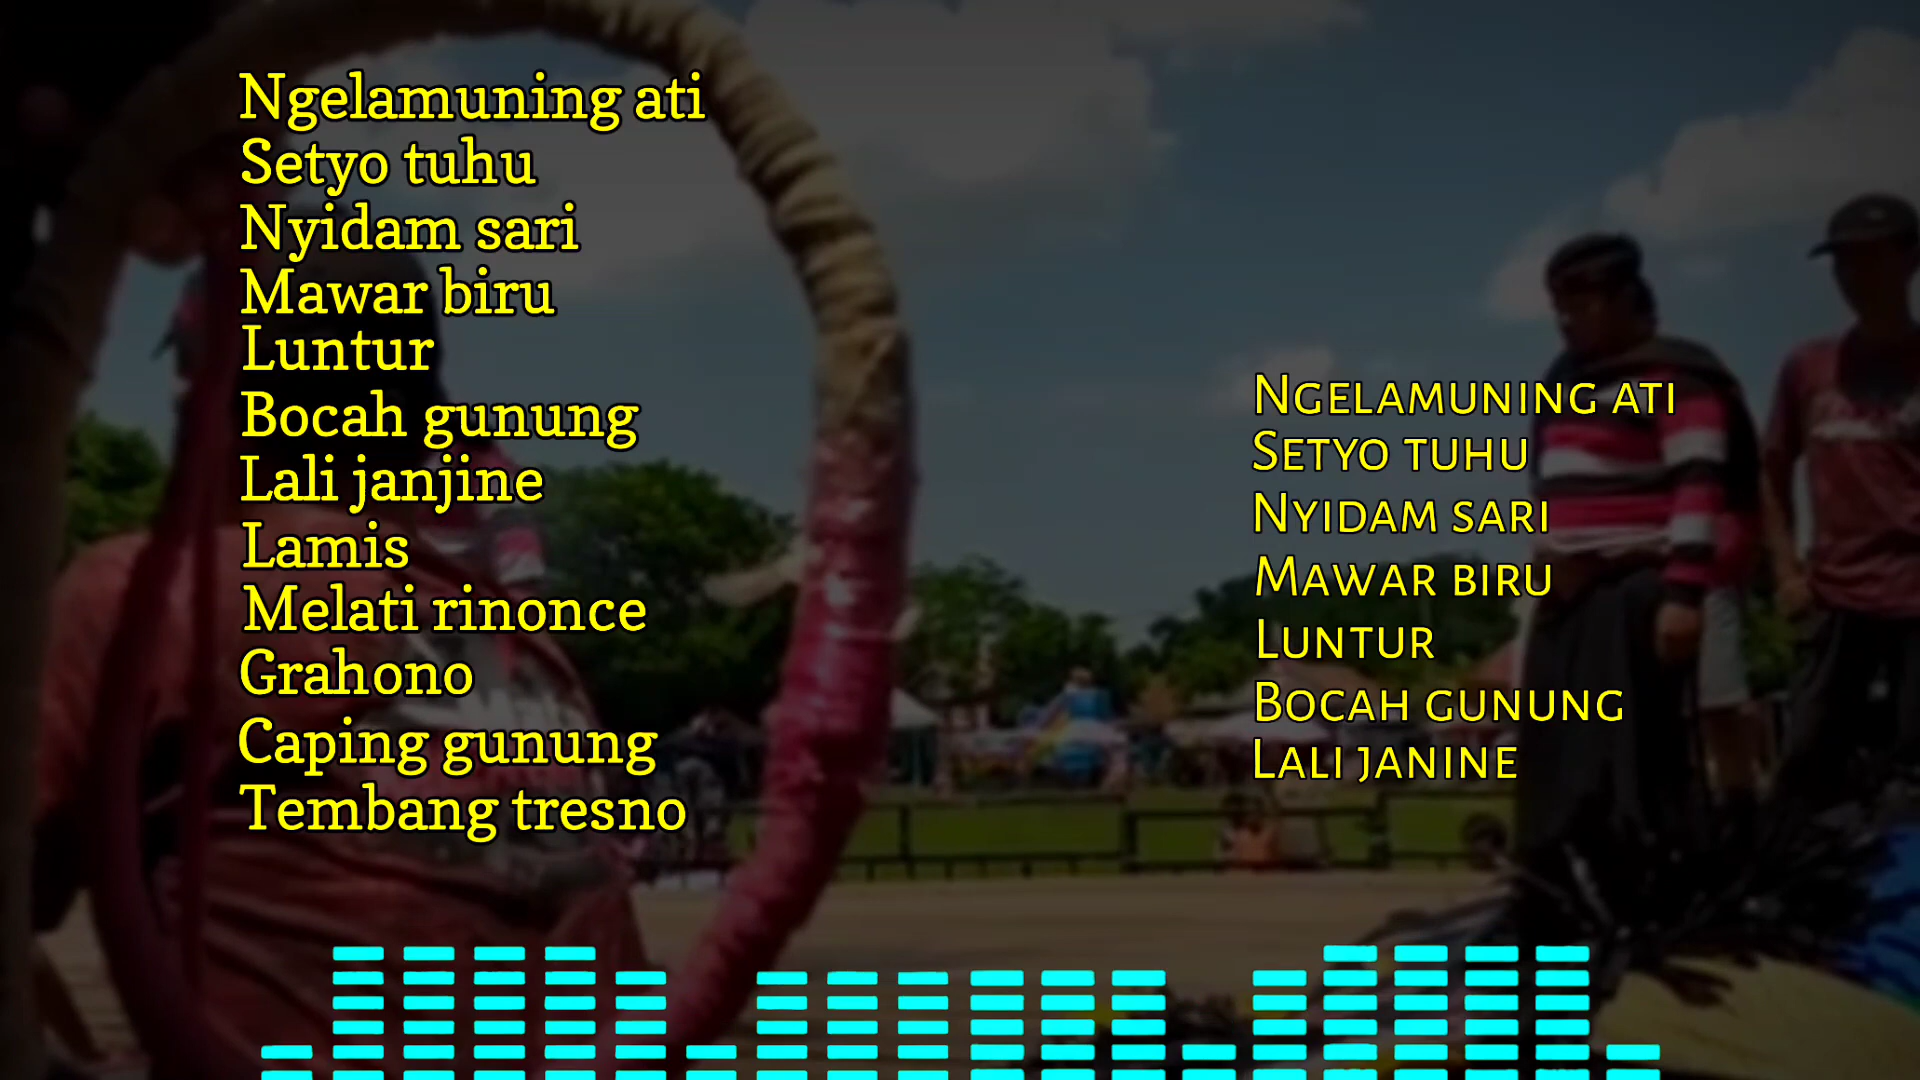 Ngelamuning ati
Setyo tuhu
Nyidam sari
Mawar biru
Luntur
Bocah gunung
Lali janjine
Lamis
Melati rinonce
Grahono
Caping gunung
Tembang tresno
Ngelamuning ati
Setyo tuhu
Nyidam sari
Mawar biru
Luntur
Bocah gunung
Lali janine